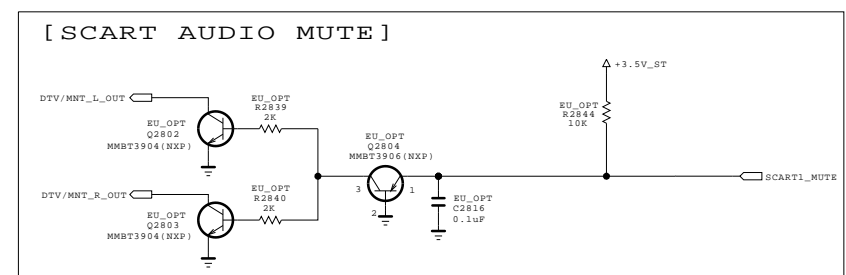 [SCART AUDIO MUTE]
+3.5V_ST
DTV/MNT_L_OUT
EU_OPT
R2839
2K
EU_OPT
R2844
10K
EU_OPT
Q2802
MMBT3904(NXP)
EU_OPT
Q2804
MMBT3906(NXP)
SCART1_MUTE
3
1
2
DTV/MNT_R_OUT
EU_OPT
R2840
2K
EU_OPT
C2816
0.1uF
EU_OPT
Q2803
MMBT3904(NXP)